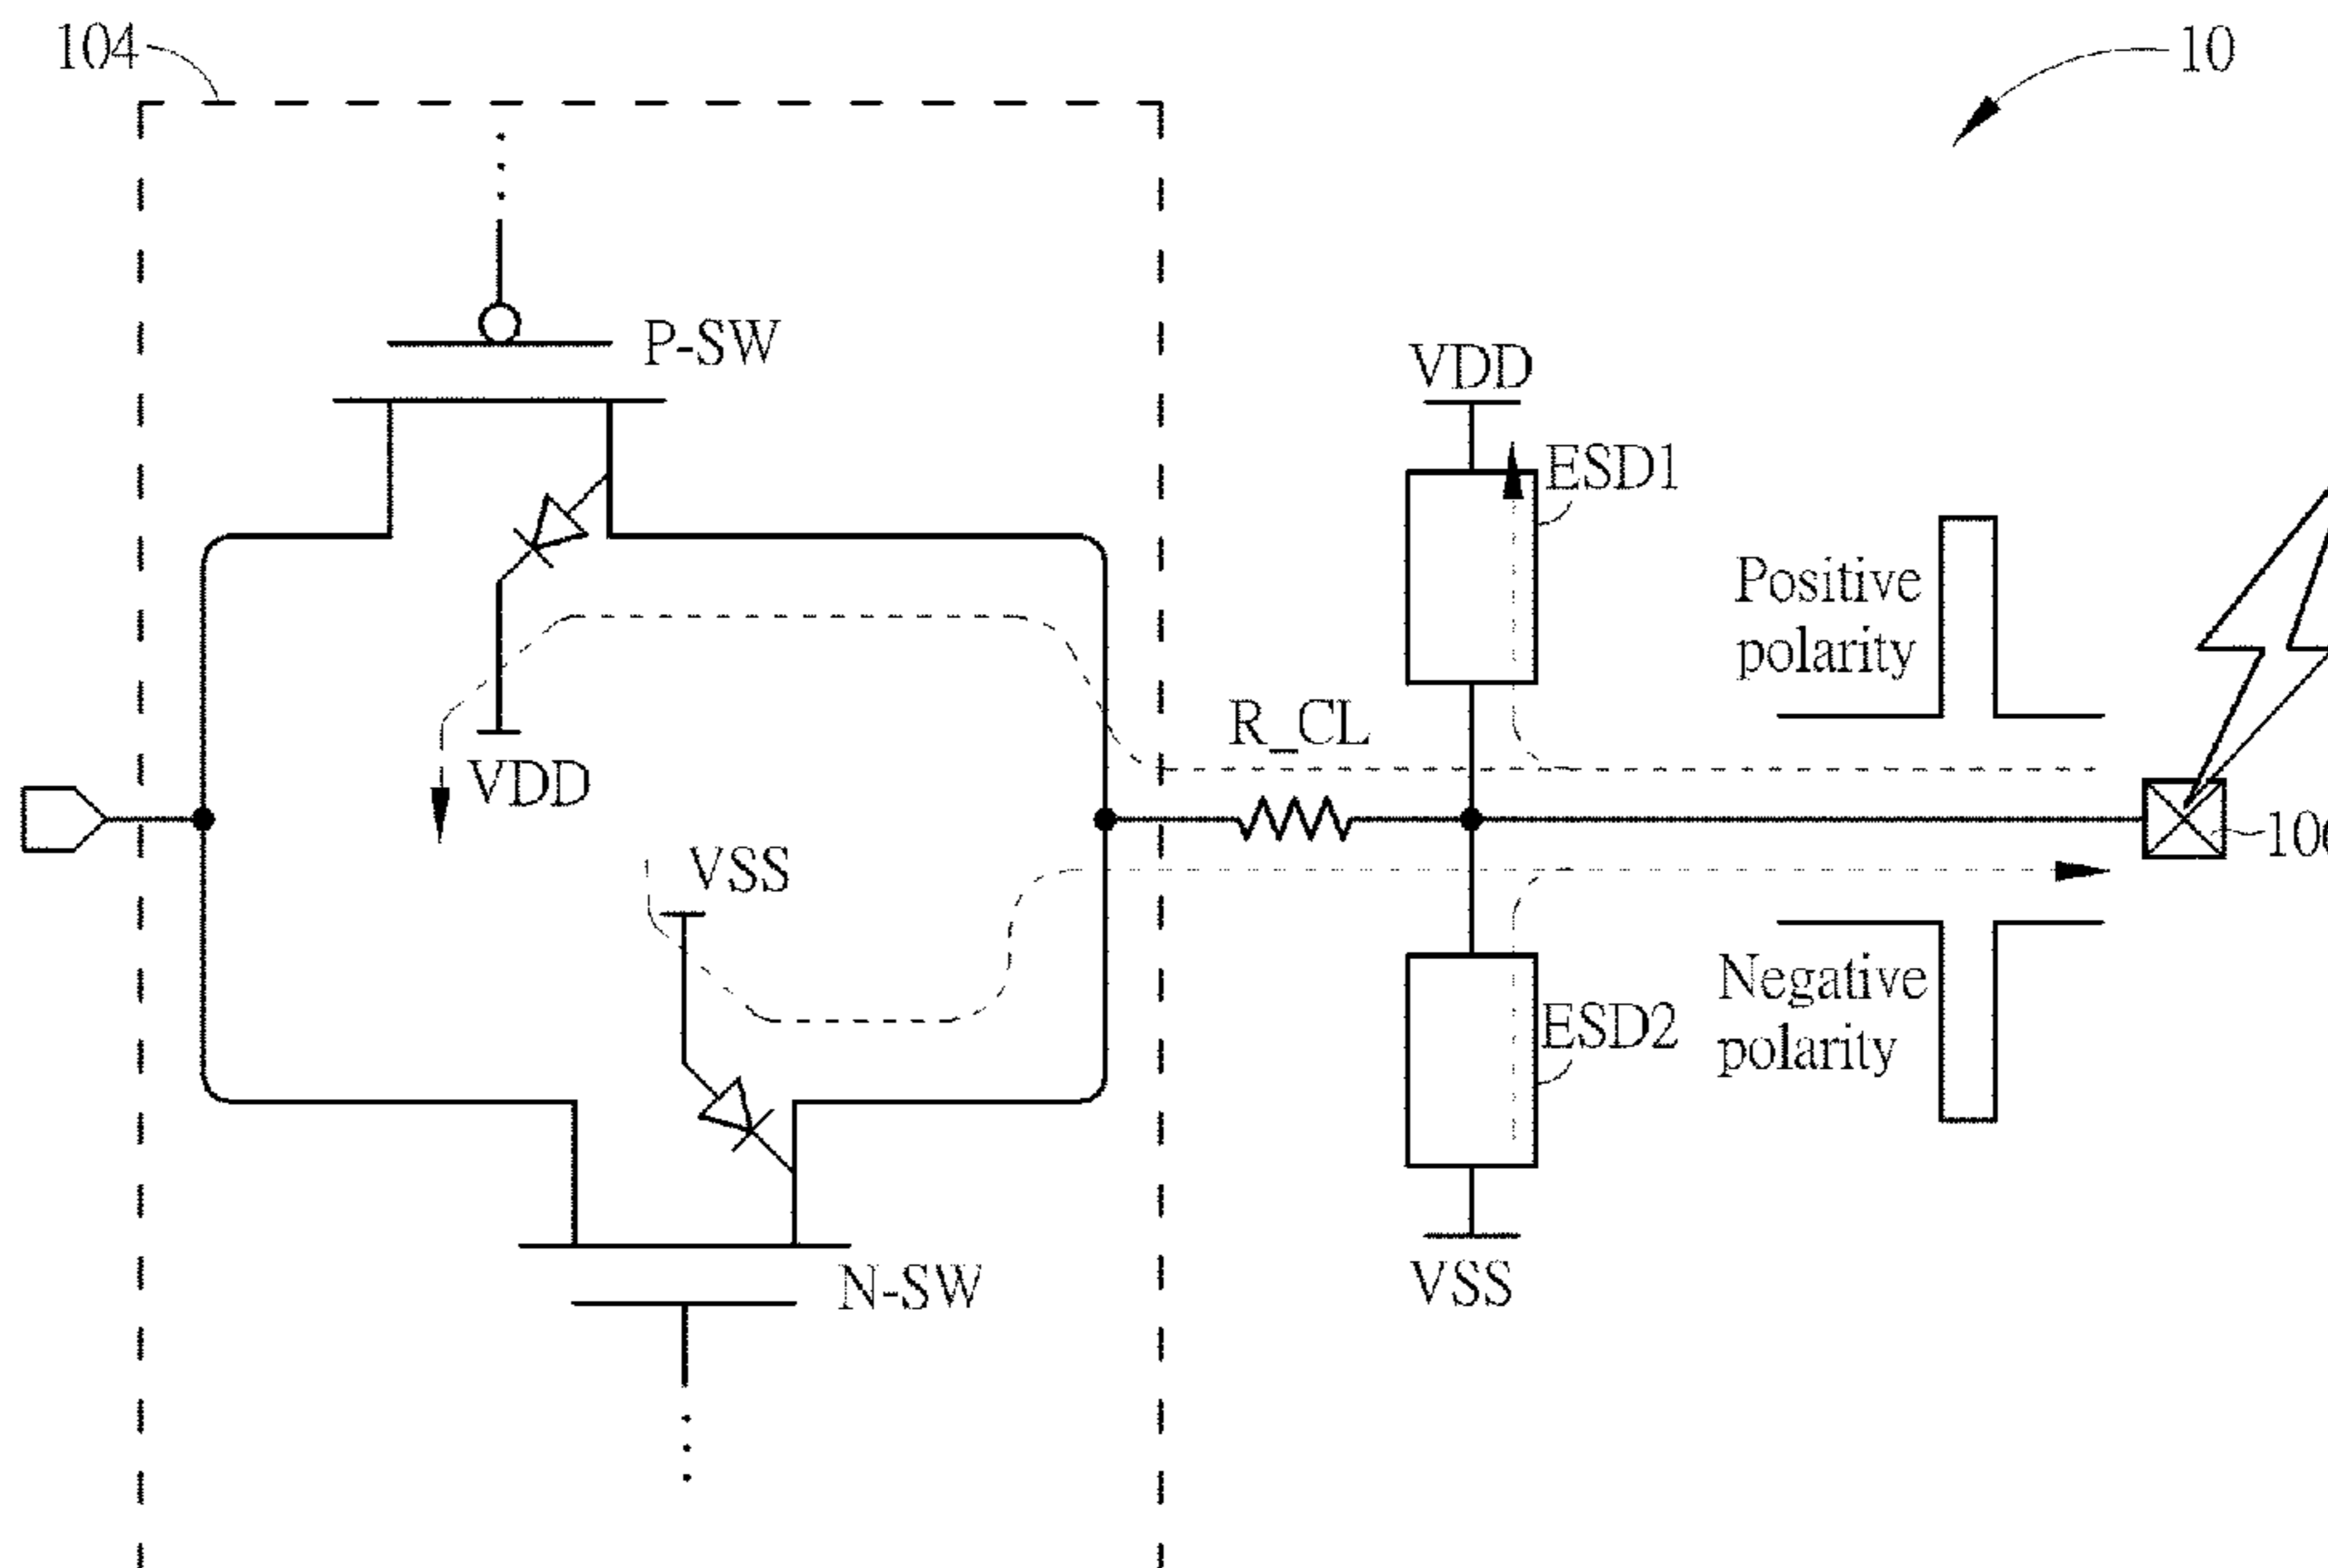 104
10
P-SW
VDD
ESD1
Positive
polarity
R_CL
VDD
VSS
Negative
polarity
ESD2
N-SW
VSS